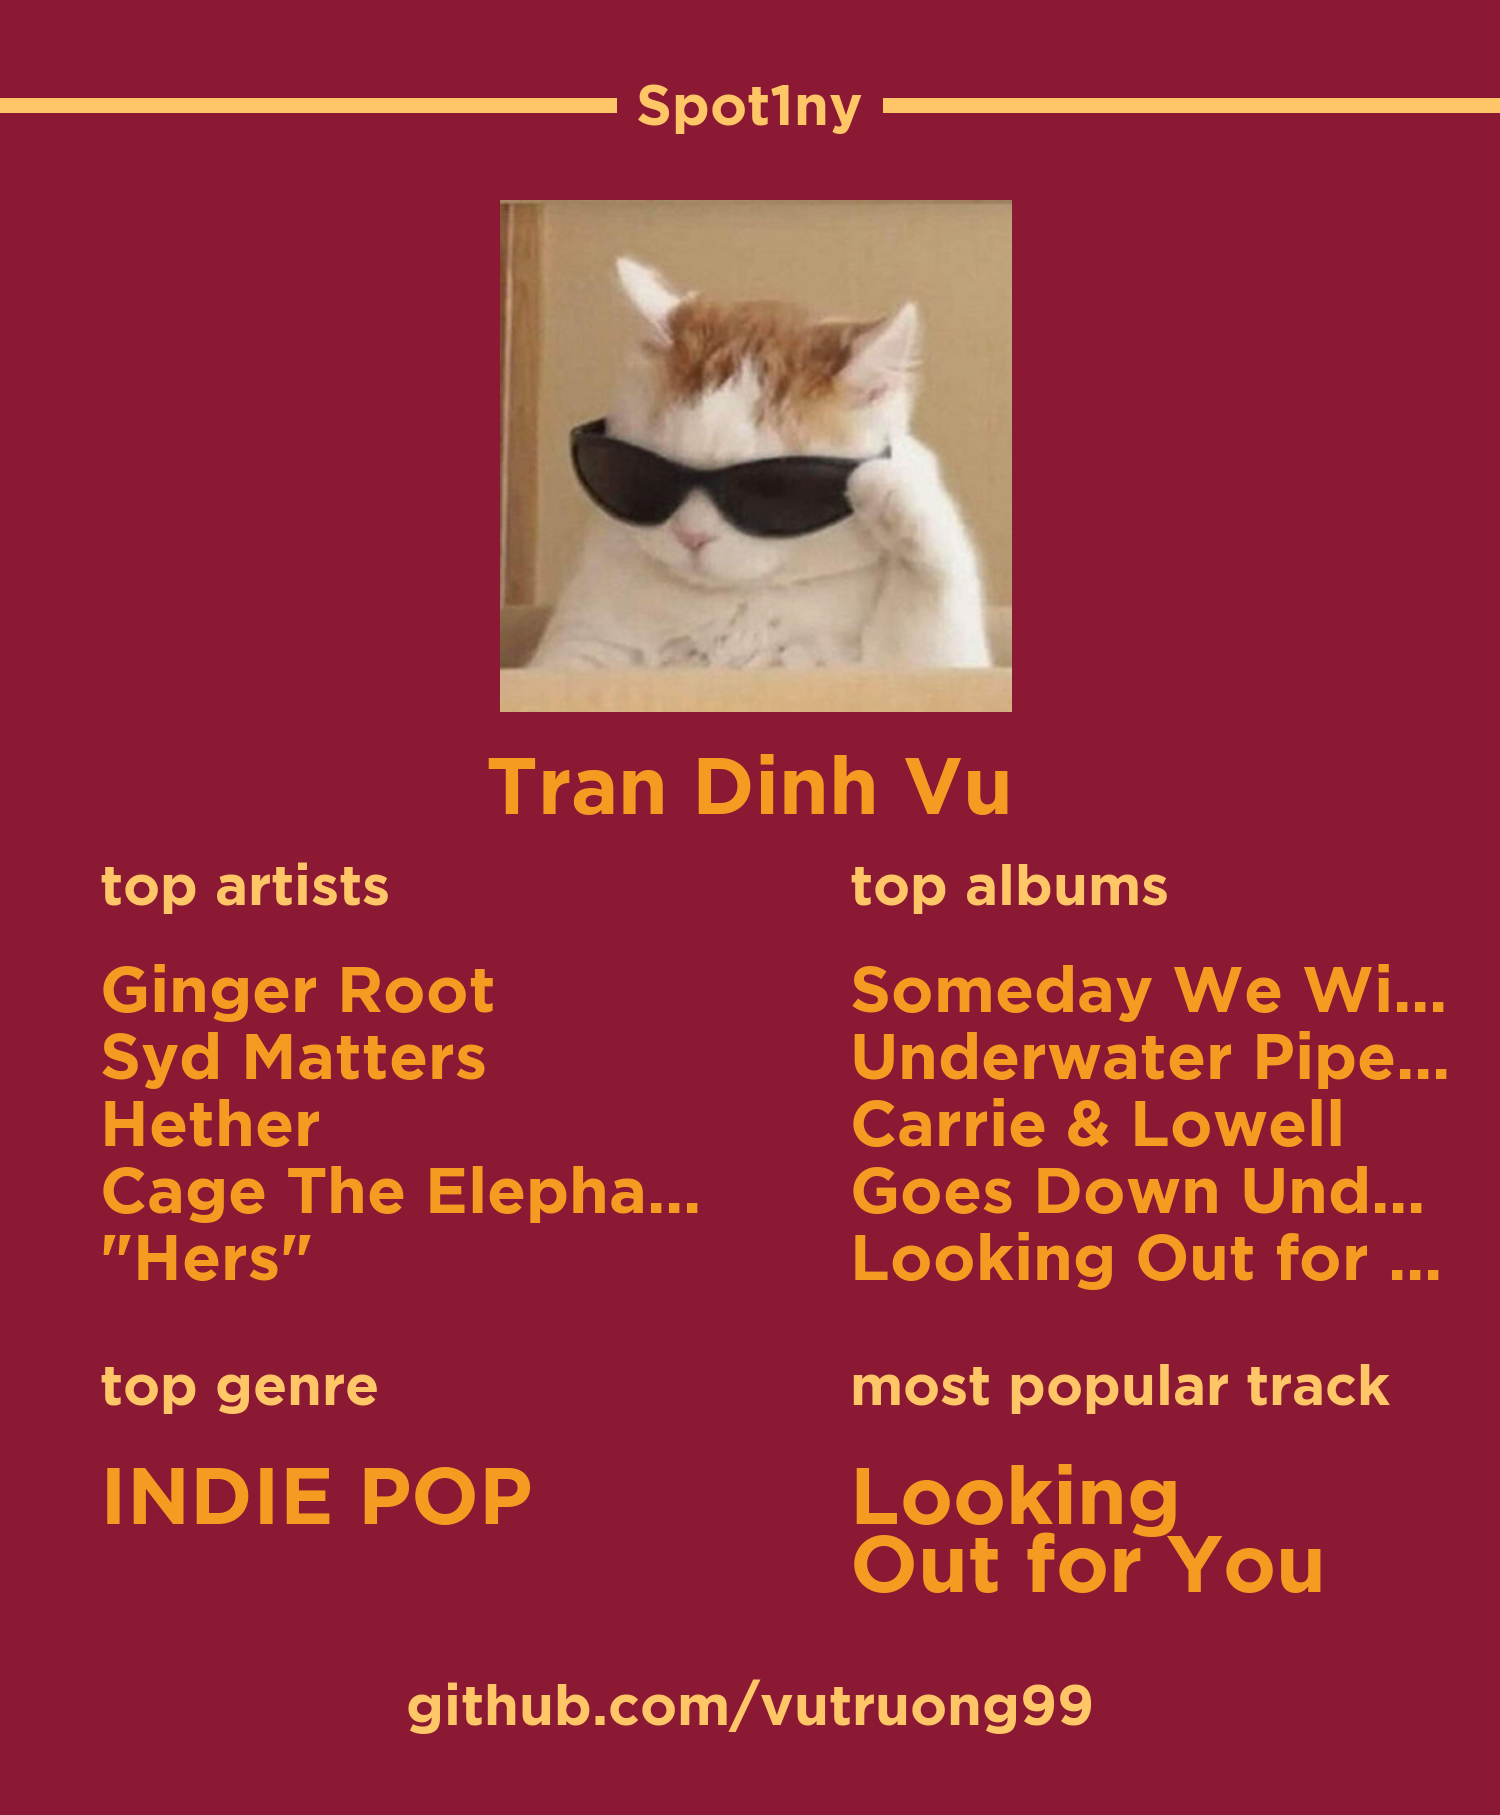 Spot1ny
Tran Dinh Vu
top artists
Ginger Root
Syd Matters
Hether
Cage The Elepha...
"Hers"
top albums
Someday We Wi...
Underwater Pipe...
Carrie & Lowell
Goes Down Und...
Looking Out for ...
top genre
INDIE POP
most popular track
Looking
Out for You
github.com/vutruong99